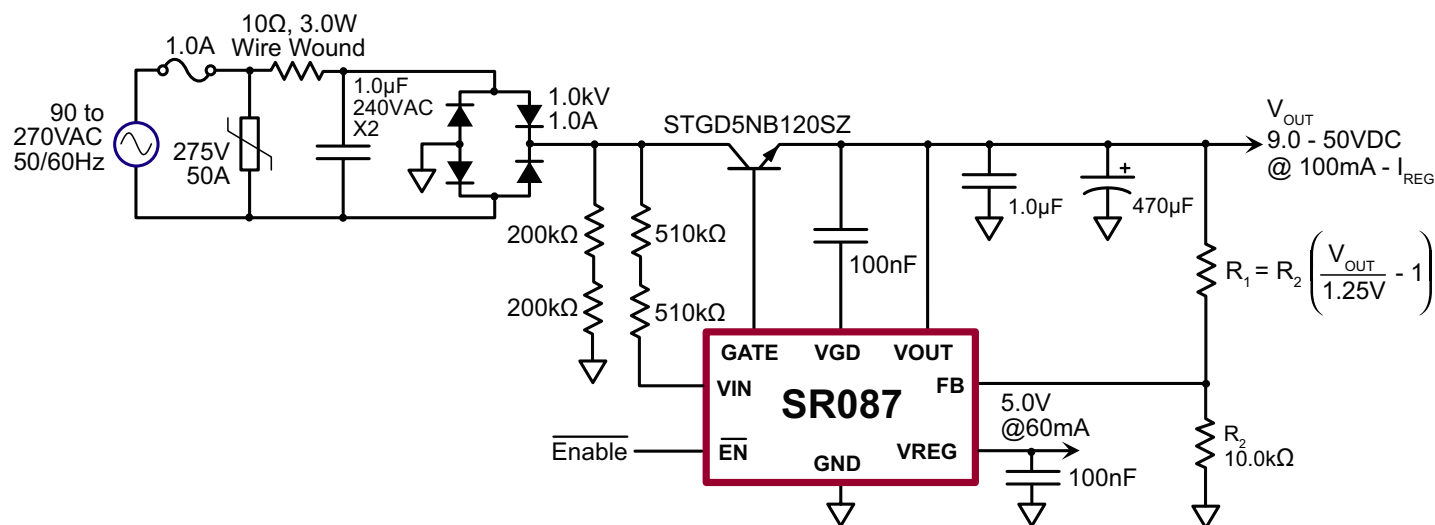 1.0A
10Ω, 3.0W
Wire Wound
90 to
270VAC
50/60Hz
275V
50A
1.0µF
240VAC
X2
1.0kV
1.0A
STGD5NB120SZ
V_OUT
9.0 - 50VDC
@ 100mA - I_REG
200kΩ
510kΩ
100nF
1.0µF
+
470µF
R_1 = R_2 (V_OUT / 1.25V - 1)
200kΩ
510kΩ
GATE
VGD
VOUT
VIN
FB
SR087
5.0V
@60mA
Enable
EN
VREG
GND
100nF
R_2
10.0kΩ